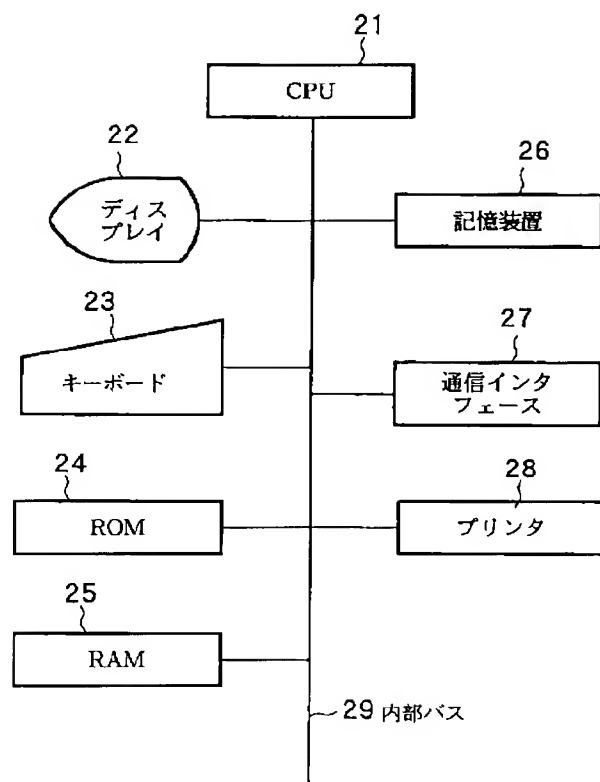 21
CPU
22
ディス
プレイ
26
記憶装置
23
キーボード
27
通信インタ
フェース
24
ROM
28
プリンタ
25
RAM
29 内部バス